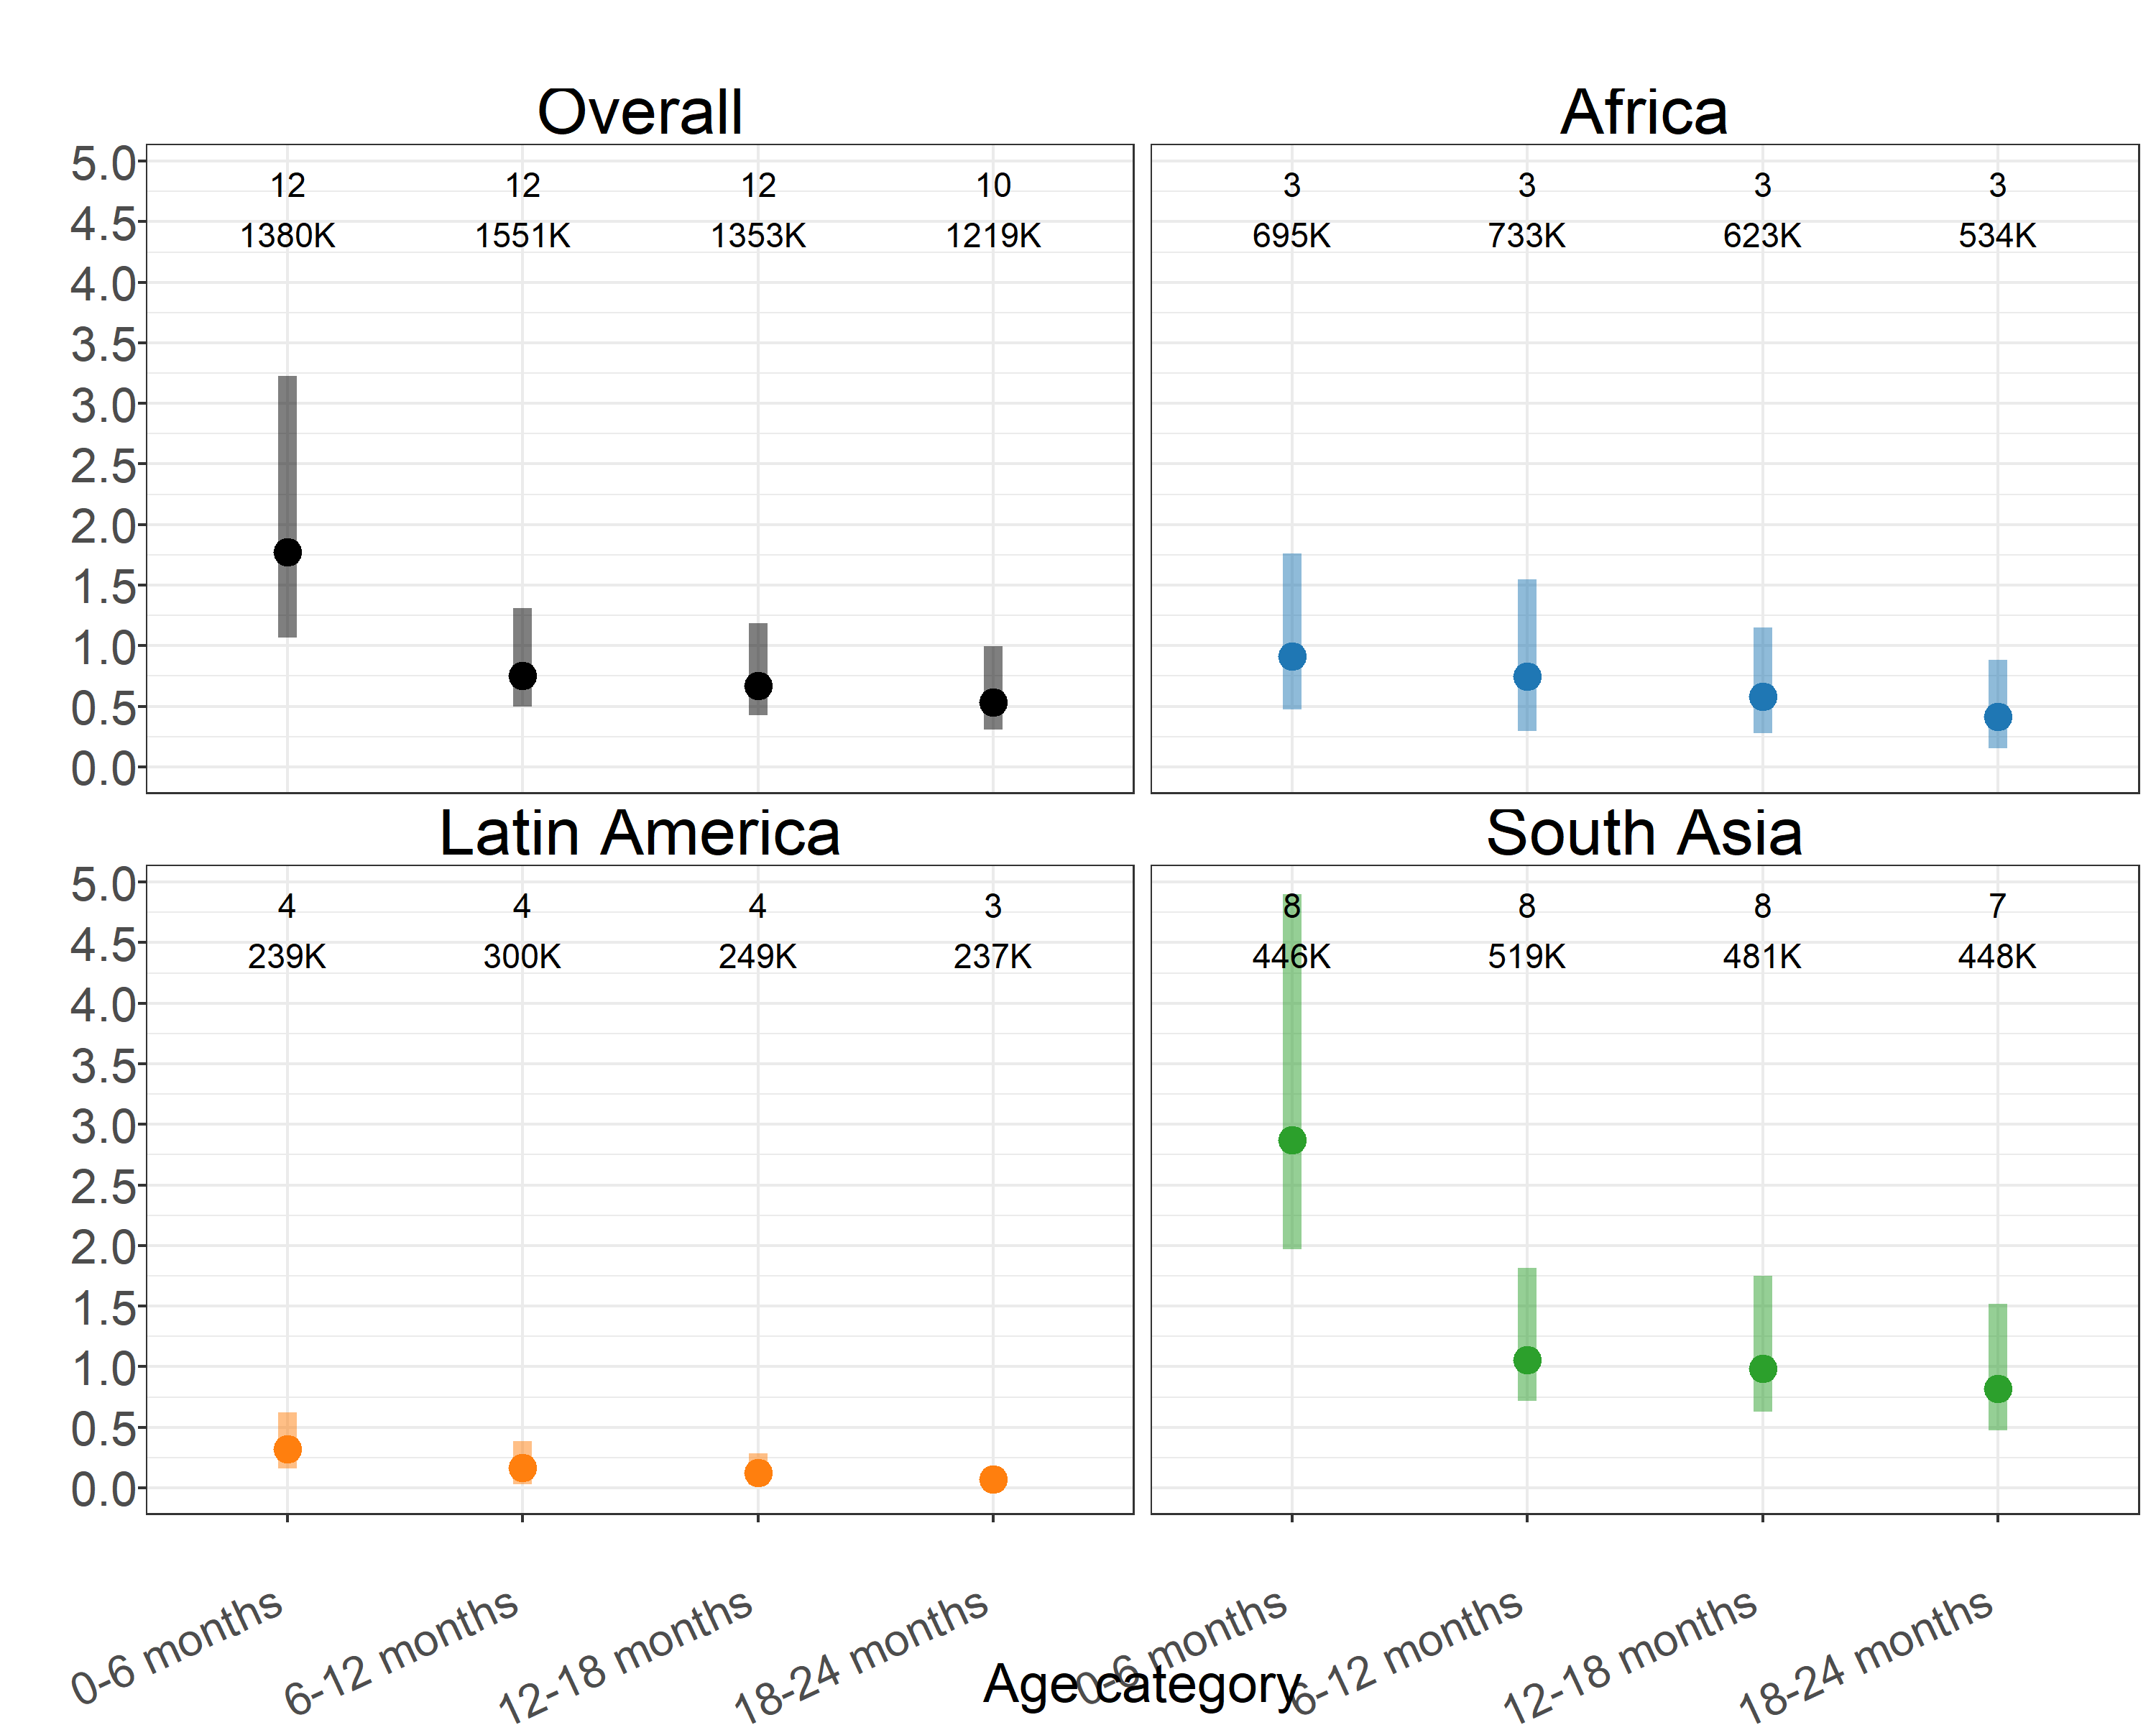 Overall
Africa
5.0
4.5
4.0
3.5
3.0
2.5
2.0
1.5
1.0
0.5
0.0
12 12 12 10
1380K 1551K 1353K 1219K
3 3 3 3
695K 733K 623K 534K
Latin America
South Asia
5.0
4.5
4.0
3.5
3.0
2.5
2.0
1.5
1.0
0.5
0.0
4 4 4 3
239K 300K 249K 237K
8 8 8 7
446K 519K 481K 448K
0-6 months
6-12 months
12-18 months
18-24 months
0-6 months
6-12 months
12-18 months
18-24 months
Age category